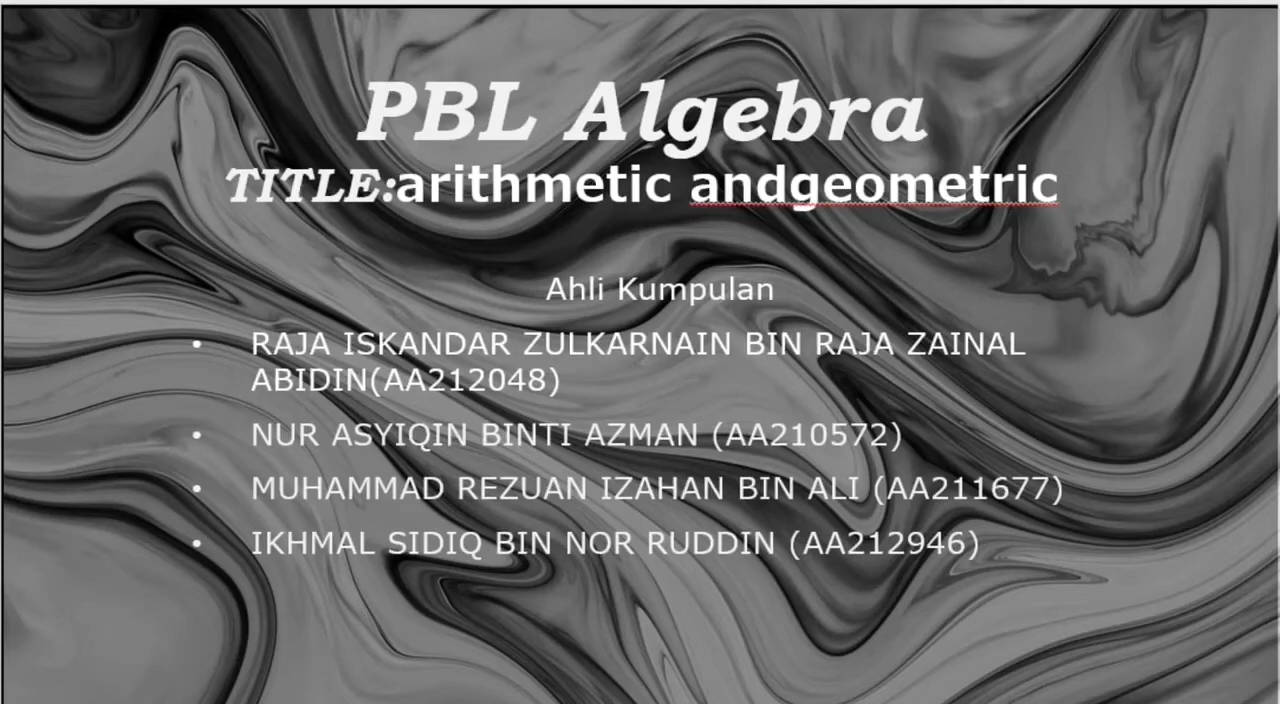 PBL Algebra
TITLE:arithmetic andgeometric
Ahli Kumpulan
• RAJA ISKANDAR ZULKARNAIN BIN RAJA ZAINAL
ABIDIN(AA212048)
• NUR ASYIQIN BINTI AZMAN (AA210572)
• MUHAMMAD REZUAN IZAHAN BIN ALI (AA211677)
• IKHMAL SIDIQ BIN NOR RUDDIN (AA212946)